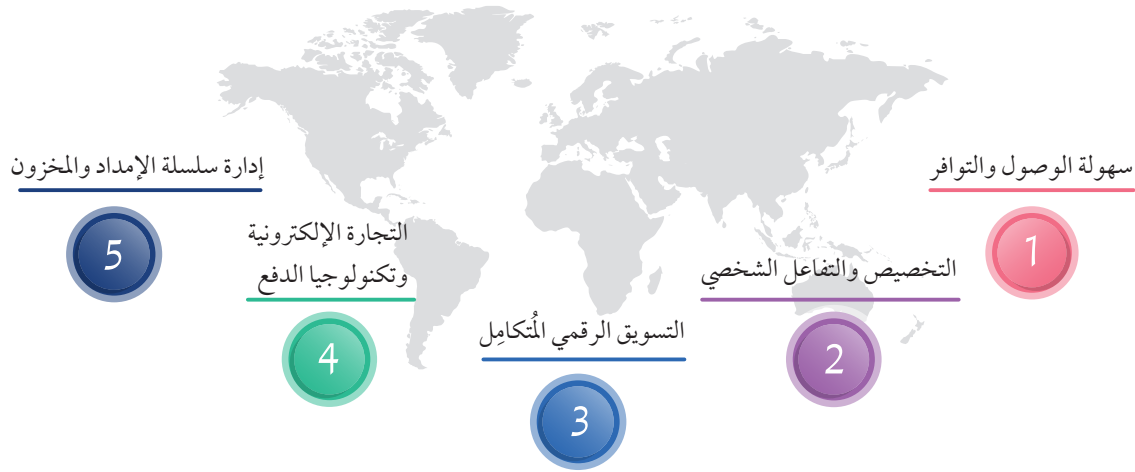 سهولة الوصول والتوافر
1
التخصيص والتفاعل الشخصي
2
التسويق الرقمي المُتكامِل
3
التجارة الإلكترونية
وتكنولوجيا الدفع
4
إدارة سلسلة الإمداد والمخزون
5